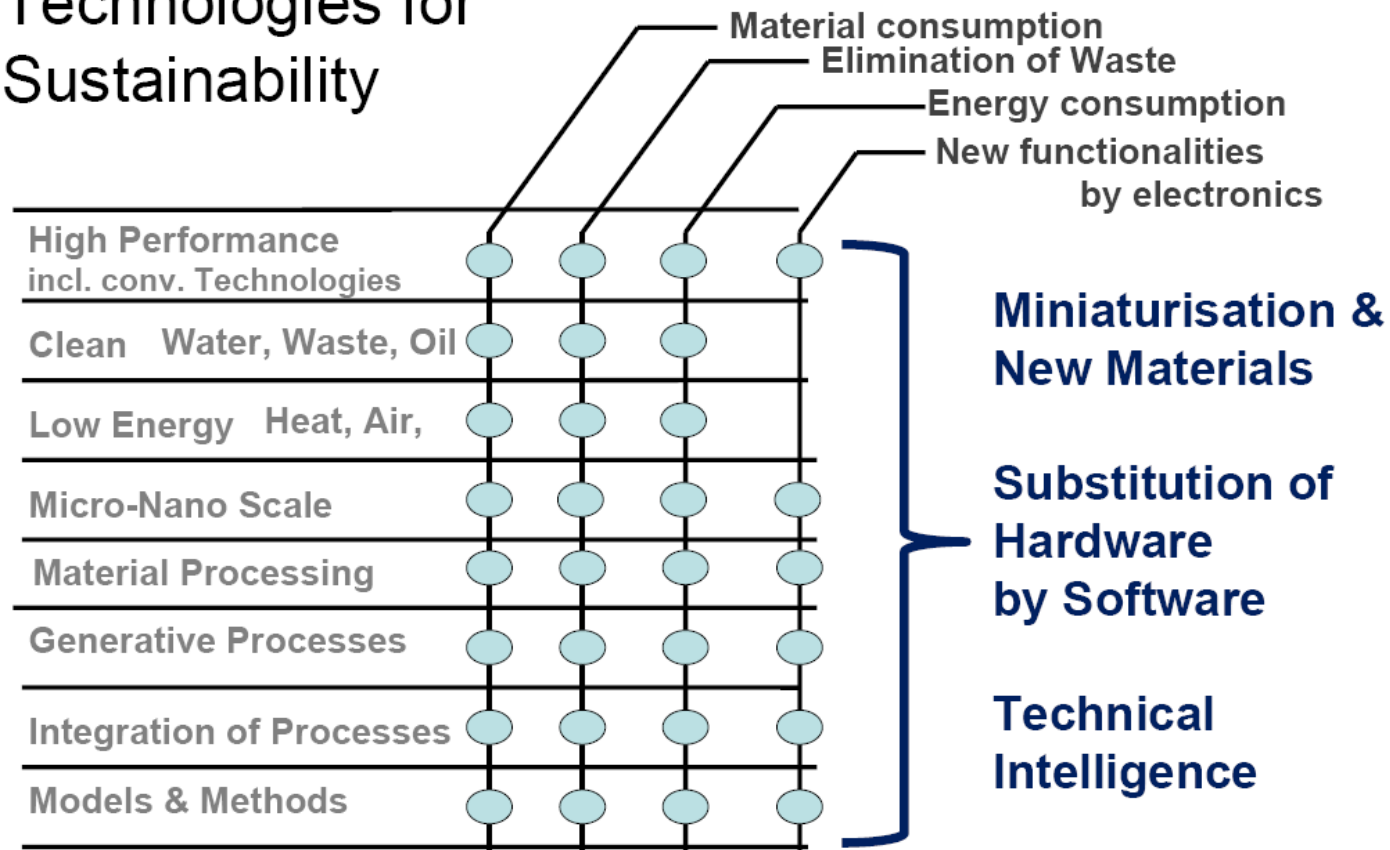 Technologies for
Sustainability
Material consumption
Elimination of Waste
Energy consumption
New functionalities
by electronics
High Performance
incl. conv. Technologies
Clean Water, Waste, Oil
Low Energy Heat, Air,
Micro-Nano Scale
Material Processing
Generative Processes
Integration of Processes
Models & Methods
Miniaturisation &
New Materials
Substitution of
Hardware
by Software
Technical
Intelligence